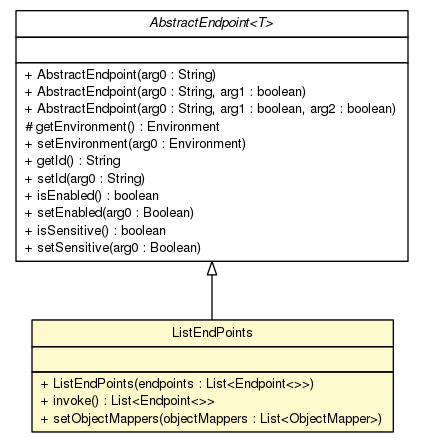 AbstractEndpoint<T>
+ AbstractEndpoint(arg0 : String)
+ AbstractEndpoint(arg0 : String, arg1 : boolean)
+ AbstractEndpoint(arg0 : String, arg1 : boolean, arg2 : boolean)
# getEnvironment() : Environment
+ setEnvironment(arg0 : Environment)
+ getId() : String
+ setId(arg0 : String)
+ isEnabled() : boolean
+ setEnabled(arg0 : Boolean)
+ isSensitive() : boolean
+ setSensitive(arg0 : Boolean)
ListEndPoints
+ ListEndPoints(endpoints : List<Endpoint<>>)
+ invoke() : List<Endpoint<>>
+ setObjectMappers(objectMappers : List<ObjectMapper>)